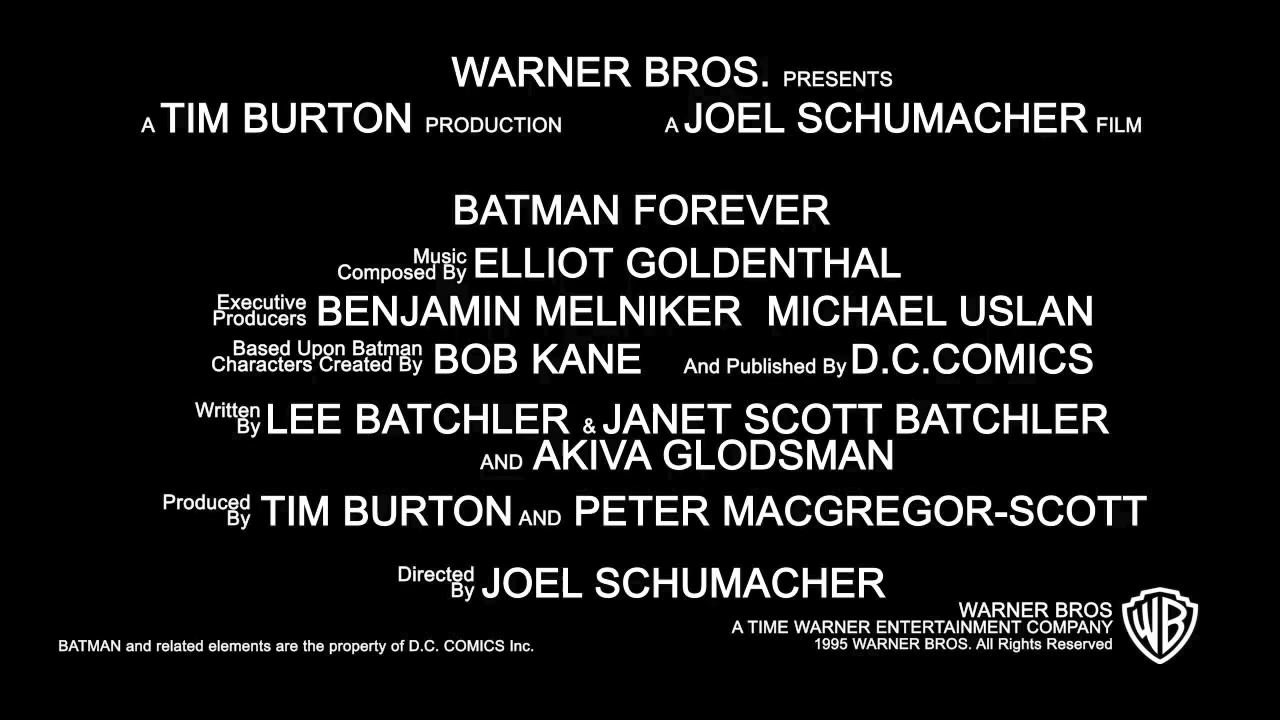 WARNER BROS. PRESENTS
A TIM BURTON PRODUCTION A JOEL SCHUMACHER FILM
BATMAN FOREVER
Music Composed By ELLIOT GOLDENTHAL
Executive Producers BENJAMIN MELNIKER MICHAEL USLAN
Based Upon Batman Characters Created By BOB KANE And Published By D.C.COMICS
Written By LEE BATCHLER & JANET SCOTT BATCHLER
AND AKIVA GLODSMAN
Produced By TIM BURTON AND PETER MACGREGOR-SCOTT
Directed By JOEL SCHUMACHER
WARNER BROS
A TIME WARNER ENTERTAINMENT COMPANY
1995 WARNER BROS. All Rights Reserved
WB
BATMAN and related elements are the property of D.C. COMICS Inc.